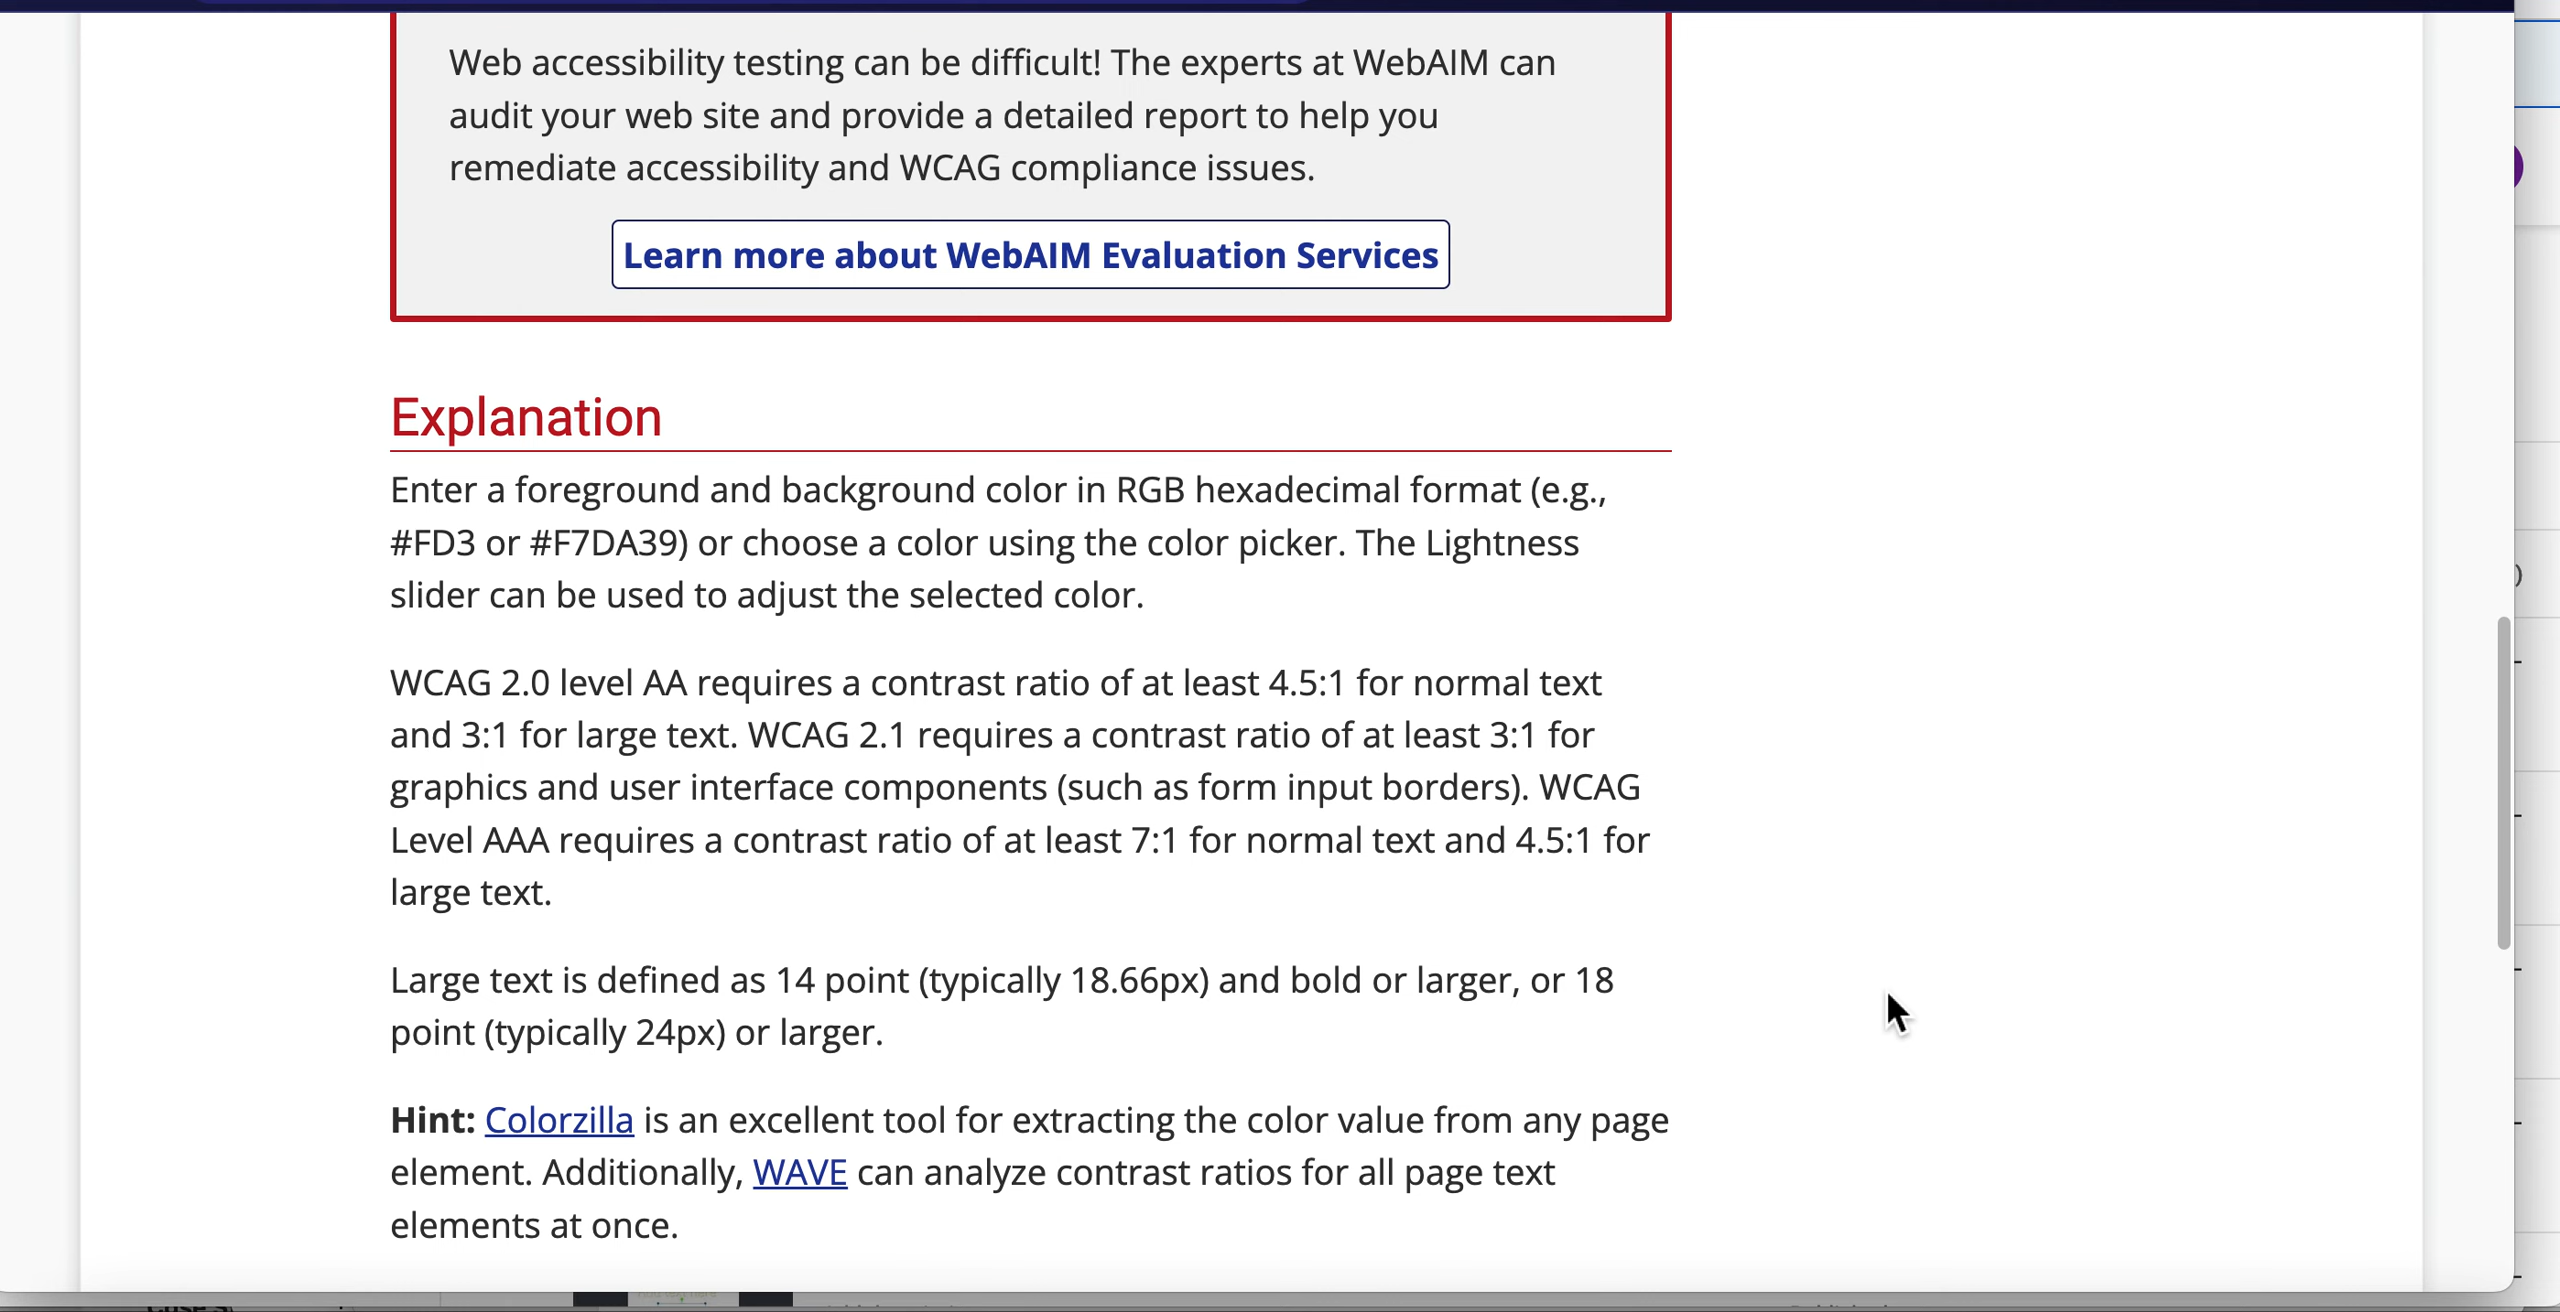 Web accessibility testing can be difficult! The experts at WebAIM can
audit your web site and provide a detailed report to help you
remediate accessibility and WCAG compliance issues.
Learn more about WebAIM Evaluation Services
Explanation
Enter a foreground and background color in RGB hexadecimal format (e.g.,
#FD3 or #F7DA39) or choose a color using the color picker. The Lightness
slider can be used to adjust the selected color.
WCAG 2.0 level AA requires a contrast ratio of at least 4.5:1 for normal text
and 3:1 for large text. WCAG 2.1 requires a contrast ratio of at least 3:1 for
graphics and user interface components (such as form input borders). WCAG
Level AAA requires a contrast ratio of at least 7:1 for normal text and 4.5:1 for
large text.
Large text is defined as 14 point (typically 18.66px) and bold or larger, or 18
point (typically 24px) or larger.
Hint: Colorzilla is an excellent tool for extracting the color value from any page
element. Additionally, WAVE can analyze contrast ratios for all page text
elements at once.